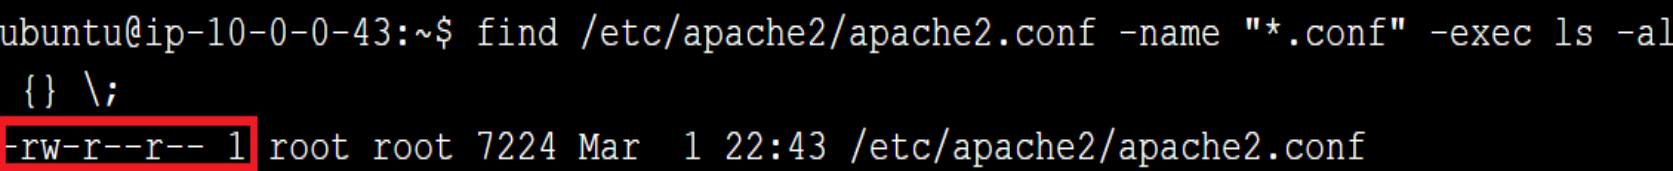 ubuntu@ip-10-0-0-43:~$ find /etc/apache2/apache2.conf -name "*.conf" -exec ls -al
{} \;
-rw-r--r-- 1 root root 7224 Mar  1 22:43 /etc/apache2/apache2.conf